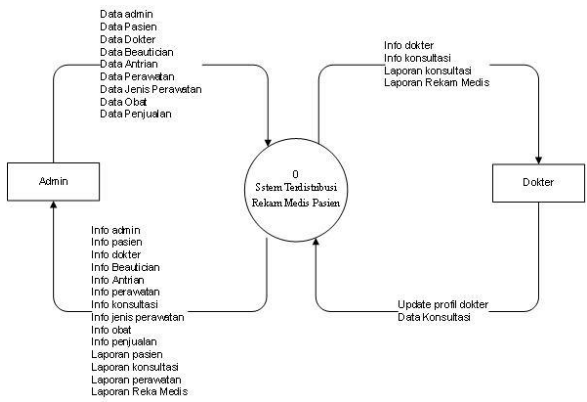 Data admin
Data Pasien
Data Dokter
Data Beautician
Data Antrian
Data Perawatan
Data Jenis Perawatan
Data Obat
Data Penjualan
Info dokter
Info konsultasi
Laporan konsultasi
Laporan Rekam Medis
Admin
0
Sstem Terdistribusi
Rekam Medis Pasien
Dokter
Info admin
Info pasien
Info dokter
Info Beautician
Info Antrian
Info perawatan
Info konsultasi
Info jenis perawatan
Info obat
Info penjualan
Laporan pasien
Laporan konsultasi
Laporan perawatan
Laporan Reka Medis
Update profil dokter
Data Konsultasi